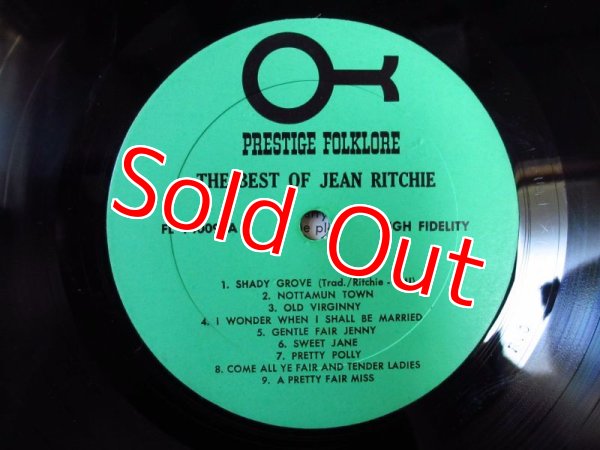 PRESTIGE FOLKLORE
THE BEST OF JEAN RITCHIE
Sold Out
A
HIGH FIDELITY
1. SHADY GROVE (Trad./Ritchie -
2. NOTTAMUN TOWN
3. OLD VIRGINNY
4. I WONDER WHEN I SHALL BE MARRIED
5. GENTLE FAIR JENNY
6. SWEET JANE
7. PRETTY POLLY
8. COME ALL YE FAIR AND TENDER LADIES
9. A PRETTY FAIR MISS